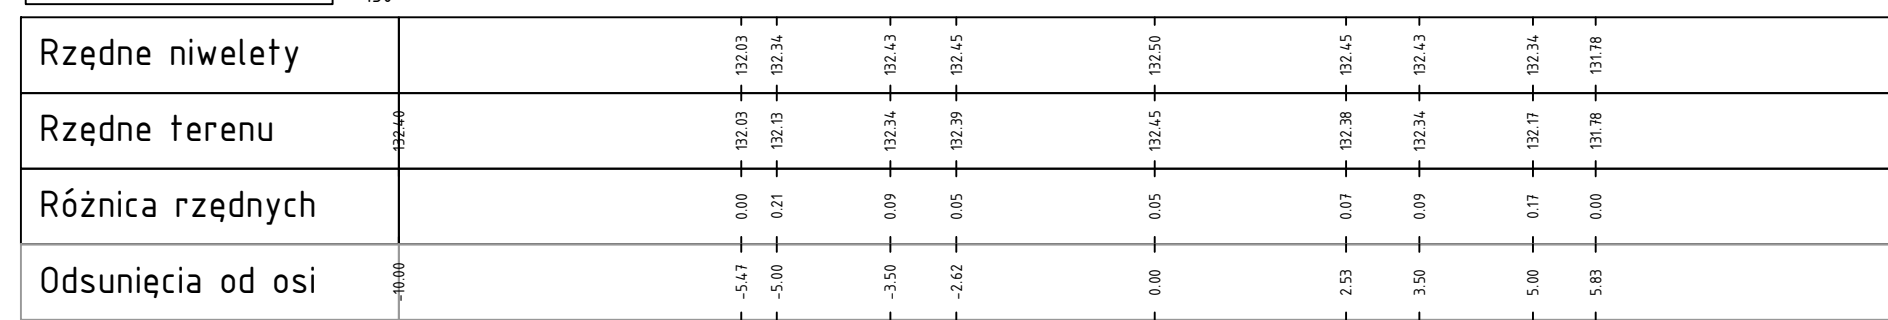 Rzędne niwelety 132.03 132.34 132.43 132.45 132.50 132.45 132.43 132.34 131.78
Rzędne terenu 132.40 132.03 132.13 132.34 132.39 132.45 132.38 132.34 132.17 131.78
Różnica rzędnych 0.00 0.21 0.09 0.05 0.05 0.07 0.09 0.17 0.00
Odsunięcia od osi -10.00 -5.47 -5.00 -3.50 -2.62 0.00 2.53 3.50 5.00 5.83